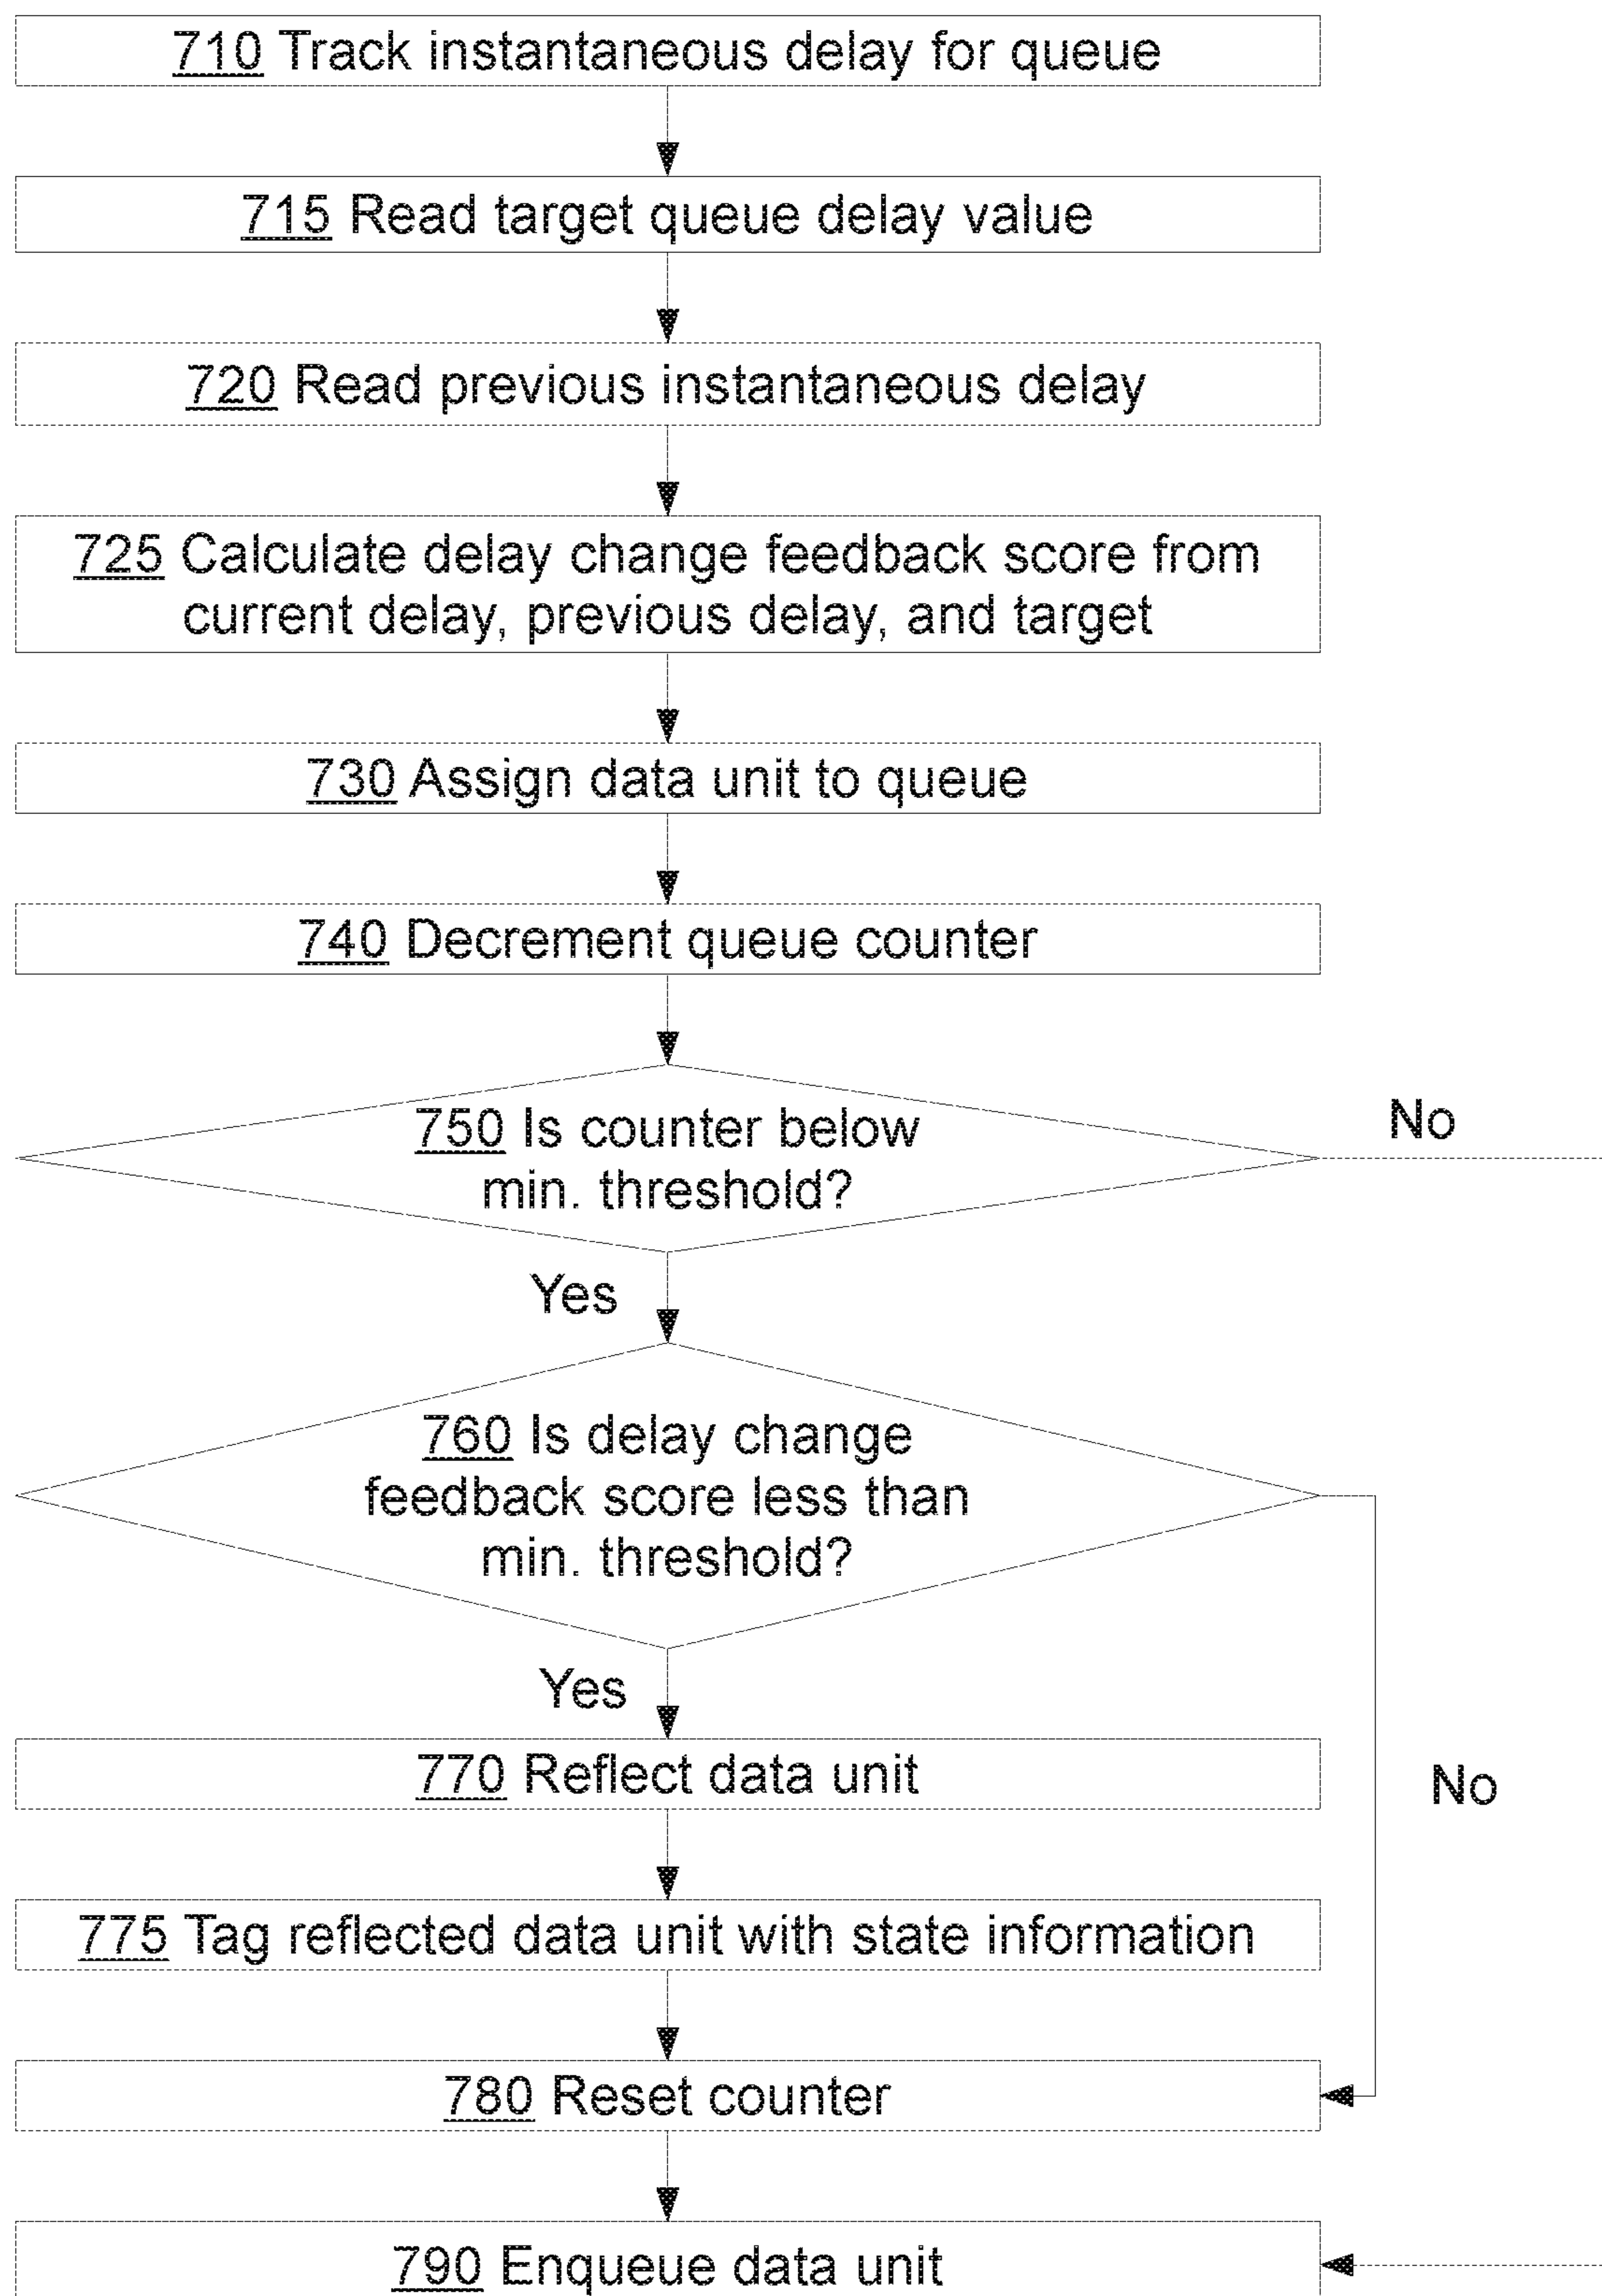 710 Track instantaneous delay for queue
715 Read target queue delay value
720 Read previous instantaneous delay
725 Calculate delay change feedback score from
current delay, previous delay, and target
730 Assign data unit to queue
740 Decrement queue counter
750 Is counter below
min. threshold?
No
Yes
760 Is delay change
feedback score less than
min. threshold?
Yes
No
770 Reflect data unit
775 Tag reflected data unit with state information
780 Reset counter
790 Enqueue data unit